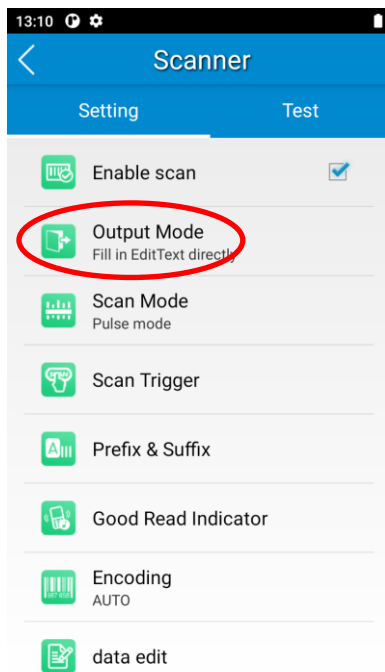 13:10
Scanner
Setting Test
Enable scan
Output Mode
Fill in EditText directly
Scan Mode
Pulse mode
Scan Trigger
Prefix & Suffix
Good Read Indicator
Encoding
AUTO
data edit